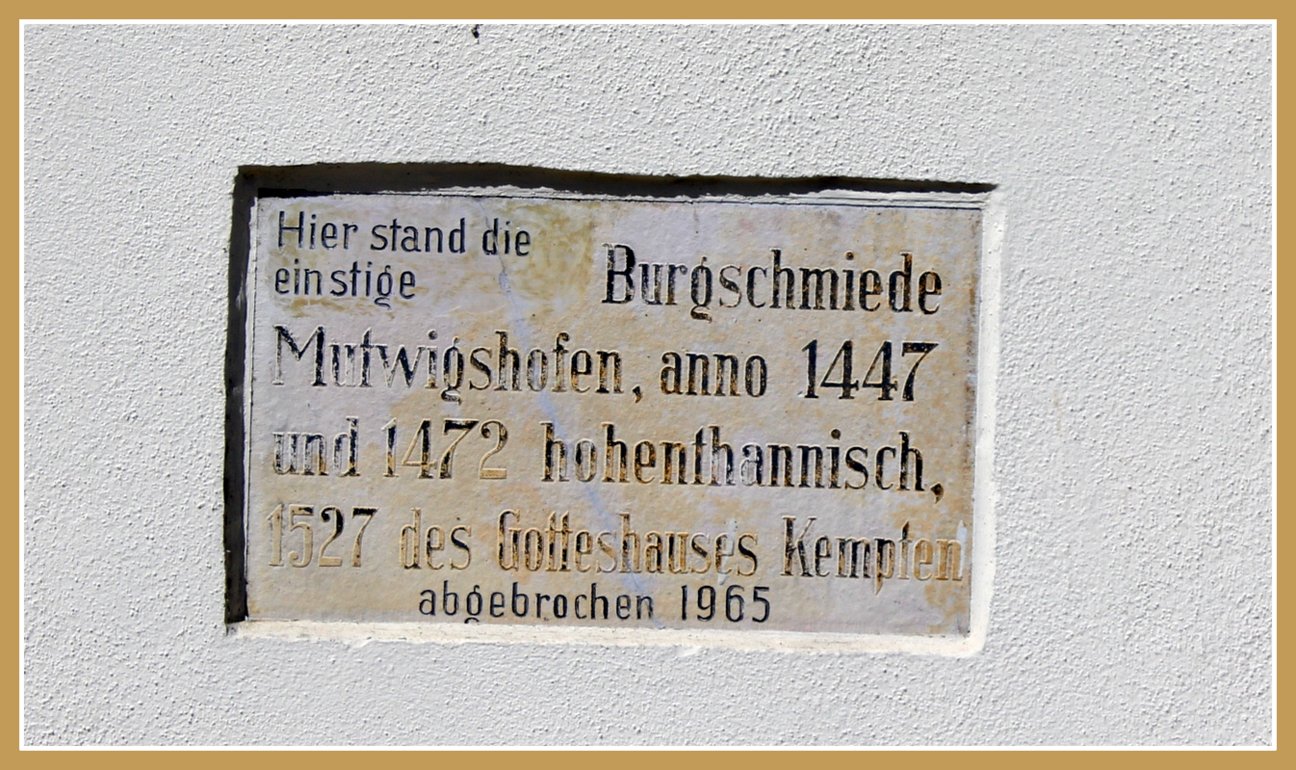 Hier stand die
einstige Burgschmiede
Mutwigshofen, anno 1447
und 1472 hohenthannisch,
1527 des Gotteshauses Kempten
abgebrochen 1965